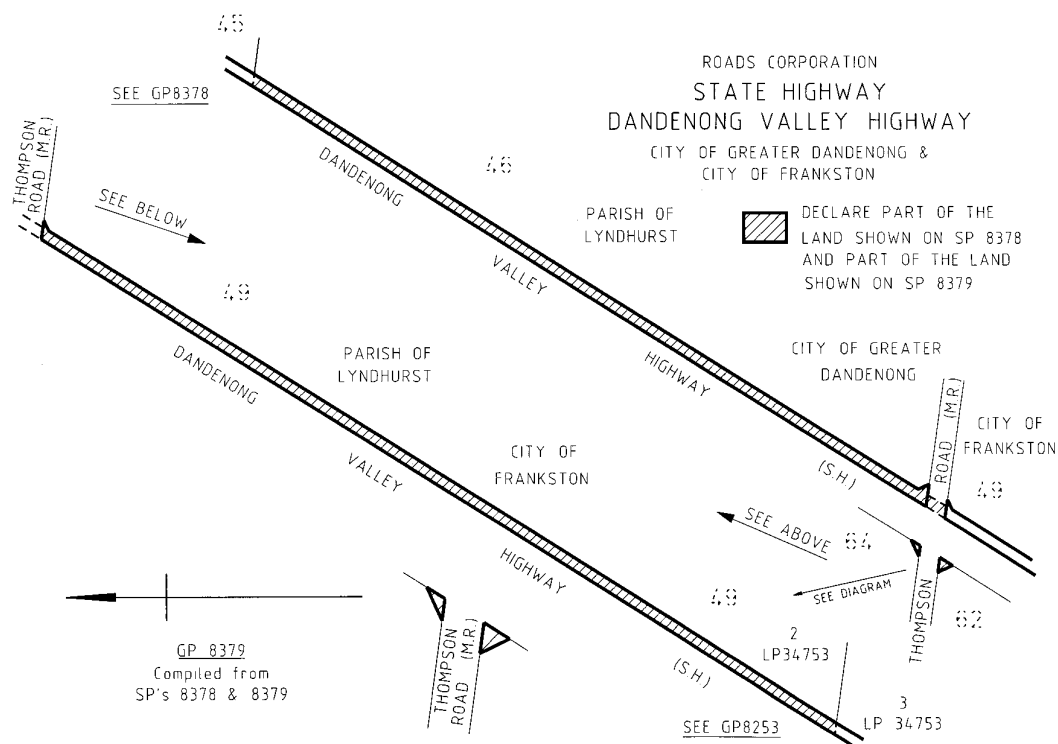 45
SEE GP8378
ROADS CORPORATION
STATE HIGHWAY
DANDENONG VALLEY HIGHWAY
CITY OF GREATER DANDENONG &
CITY OF FRANKSTON
DECLARE PART OF THE
LAND SHOWN ON SP 8378
AND PART OF THE LAND
SHOWN ON SP 8379
DANDENONG
VALLEY
HIGHWAY
(S.H.)
46
PARISH OF
LYNDHURST
CITY OF GREATER
DANDENONG
ROAD (M.R.)
CITY OF
FRANKSTON
49
THOMPSON
ROAD (M.R.)
SEE BELOW
49
DANDENONG
VALLEY
HIGHWAY
(S.H)
PARISH OF
LYNDHURST
CITY OF
FRANKSTON
SEE ABOVE
64
SEE DIAGRAM
THOMPSON
62
49
2
LP34753
3
LP 34753
SEE GP8253
GP 8379
Compiled from
SP's 8378 & 8379
THOMPSON
ROAD (M.R.)